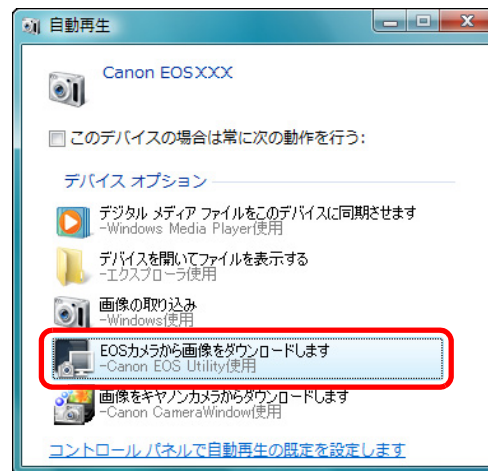 自動再生
Canon EOSXXX
このデバイスの場合は常に次の動作を行う:
デバイス オプション
デジタル メディア ファイルをこのデバイスに同期させます
-Windows Media Player使用
デバイスを開いてファイルを表示する
-エクスプローラ使用
画像の取り込み
-Windows使用
EOSカメラから画像をダウンロードします
-Canon EOS Utility使用
画像をキヤノンカメラからダウンロードします
-Canon CameraWindow使用
コントロール パネルで自動再生の既定を設定します